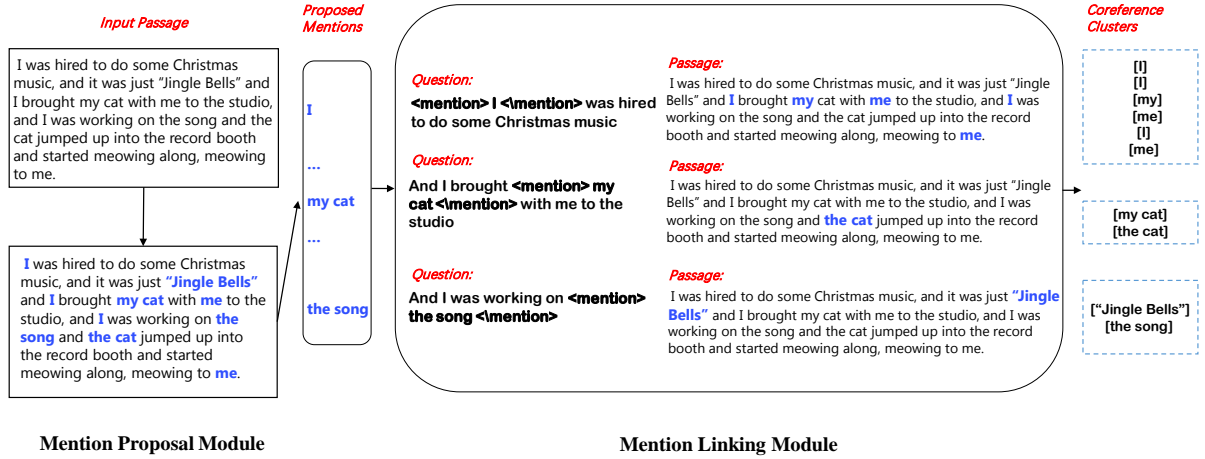 Input Passage
I was hired to do some Christmas
music, and it was just “Jingle Bells” and
I brought my cat with me to the studio,
and I was working on the song and the
cat jumped up into the record booth
and started meowing along, meowing
to me.
I was hired to do some Christmas
music, and it was just “Jingle Bells”
and I brought my cat with me to the
studio, and I was working on the
song and the cat jumped up into
the record booth and started
meowing along, meowing to me.
Mention Proposal Module
Proposed
Mentions
I
...
my cat
...
the song
Question:
<mention> I <\mention> was hired
to do some Christmas music
Passage:
I was hired to do some Christmas music, and it was just “Jingle
Bells” and I brought my cat with me to the studio, and I was
working on the song and the cat jumped up into the record
booth and started meowing along, meowing to me.
Question:
And I brought <mention> my
cat <\mention> with me to the
studio
Passage:
I was hired to do some Christmas music, and it was just “Jingle
Bells” and I brought my cat with me to the studio, and I was
working on the song and the cat jumped up into the record
booth and started meowing along, meowing to me.
Question:
And I was working on <mention>
the song <\mention>
Passage:
I was hired to do some Christmas music, and it was just “Jingle
Bells” and I brought my cat with me to the studio, and I was
working on the song and the cat jumped up into the record
booth and started meowing along, meowing to me.
Mention Linking Module
Coreference
Clusters
[I]
[I]
[my]
[me]
[I]
[me]
[my cat]
[the cat]
[“Jingle Bells”]
[the song]